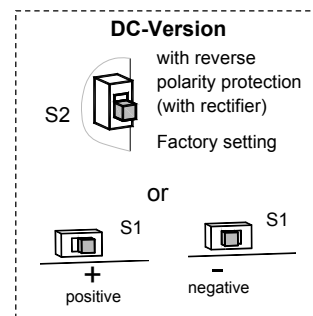 DC-Version
with reverse
polarity protection
(with rectifier)
S2
Factory setting
or
S1
S1
+
-
positive
negative